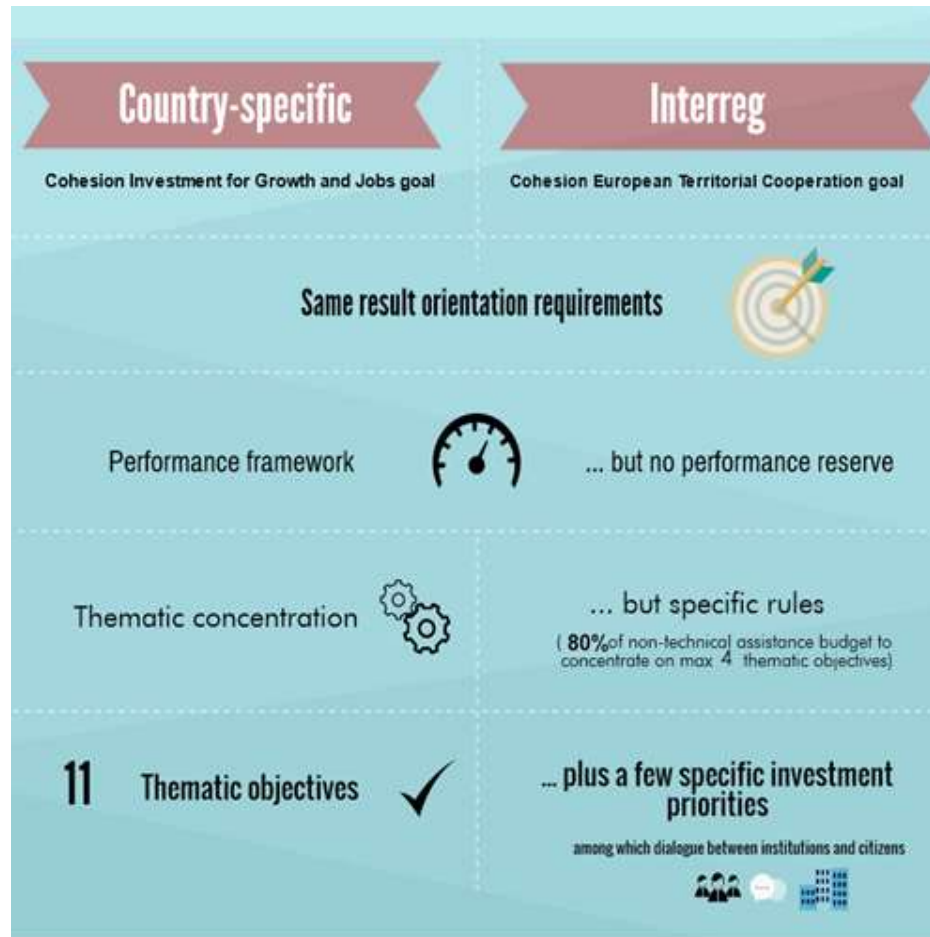 Country-specific
Interreg
Cohesion Investment for Growth and Jobs goal
Cohesion European Territorial Cooperation goal
Same result orientation requirements
Performance framework
... but no performance reserve
Thematic concentration
... but specific rules
( 80%of non-technical assistance budget to
concentrate on max 4 thematic objectives)
11 Thematic objectives
... plus a few specific investment
priorities
among which dialogue between institutions and citizens